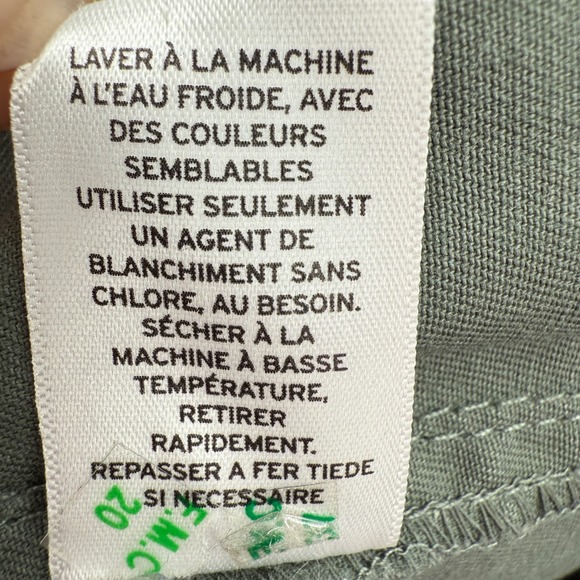 LAVER À LA MACHINE
À L'EAU FROIDE, AVEC
DES COULEURS
SEMBLABLES
UTILISER SEULEMENT
UN AGENT DE
BLANCHIMENT SANS
CHLORE, AU BESOIN.
SÉCHER À LA
MACHINE À BASSE
TEMPÉRATURE,
RETIRER
RAPIDEMENT.
REPASSER A FER TIEDE
SI NECESSAIRE
F.M.C
20